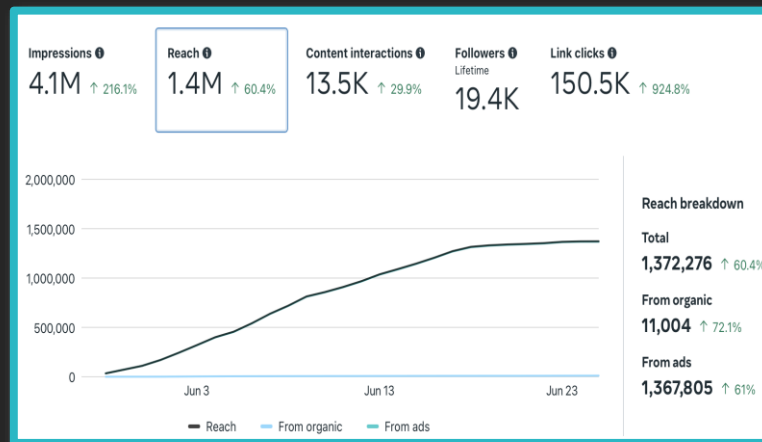 Impressions
4.1M ↑ 216.1%
Reach
1.4M ↑ 60.4%
Content interactions
13.5K ↑ 29.9%
Followers
Lifetime
19.4K
Link clicks
150.5K ↑ 924.8%
2,000,000
1,500,000
1,000,000
500,000
0
Jun 3 Jun 13 Jun 23
Reach From organic From ads
Reach breakdown
Total
1,372,276 ↑ 60.4%
From organic
11,004 ↑ 72.1%
From ads
1,367,805 ↑ 61%